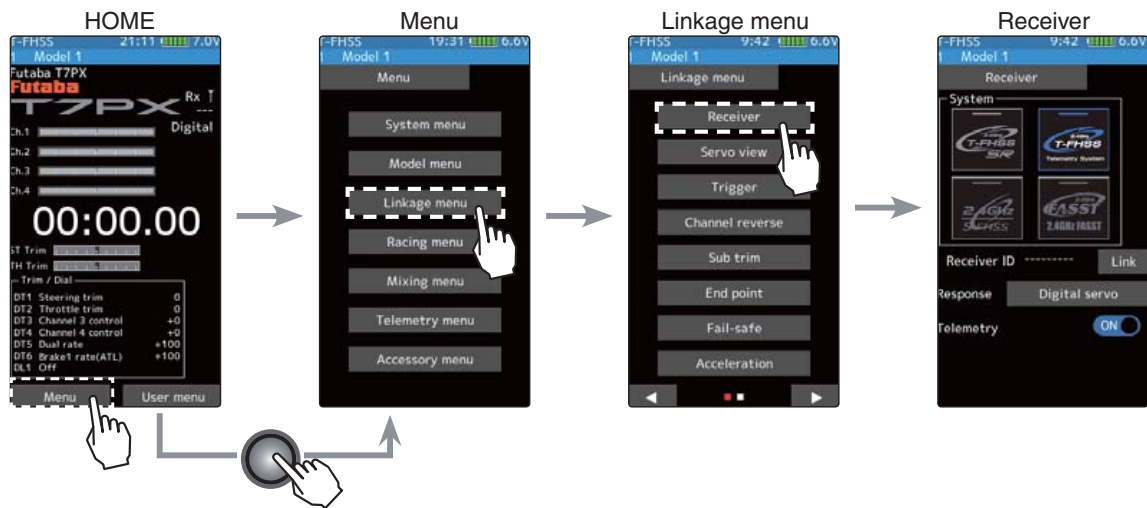 HOME
T-FHSS 21:11 7.0V
1 Model 1
Futaba T7PX
Futaba
T7PX
Rx
---
Digital
Ch.1
Ch.2
Ch.3
Ch.4
00:00.00
ST Trim
TH Trim
Trim / Dial
DT1 Steering trim 0
DT2 Throttle trim 0
DT3 Channel 3 control +0
DT4 Channel 4 control +0
DT5 Dual rate +100
DT6 Brake1 rate(ATL) +100
DL1 Off
Menu
User menu
Menu
T-FHSS 19:31 6.6V
1 Model 1
Menu
System menu
Model menu
Linkage menu
Racing menu
Mixing menu
Telemetry menu
Accessory menu
Linkage menu
T-FHSS 9:42 6.6V
1 Model 1
Linkage menu
Receiver
Servo view
Trigger
Channel reverse
Sub trim
End point
Fail-safe
Acceleration
Receiver
T-FHSS 9:42 6.6V
1 Model 1
Receiver
System
T-FHSS
SR
T-FHSS
Telemetry System
2.4GHz
S-FHSS
FASST
2.4GHz FASST
Receiver ID --------- Link
Response Digital servo
Telemetry ON